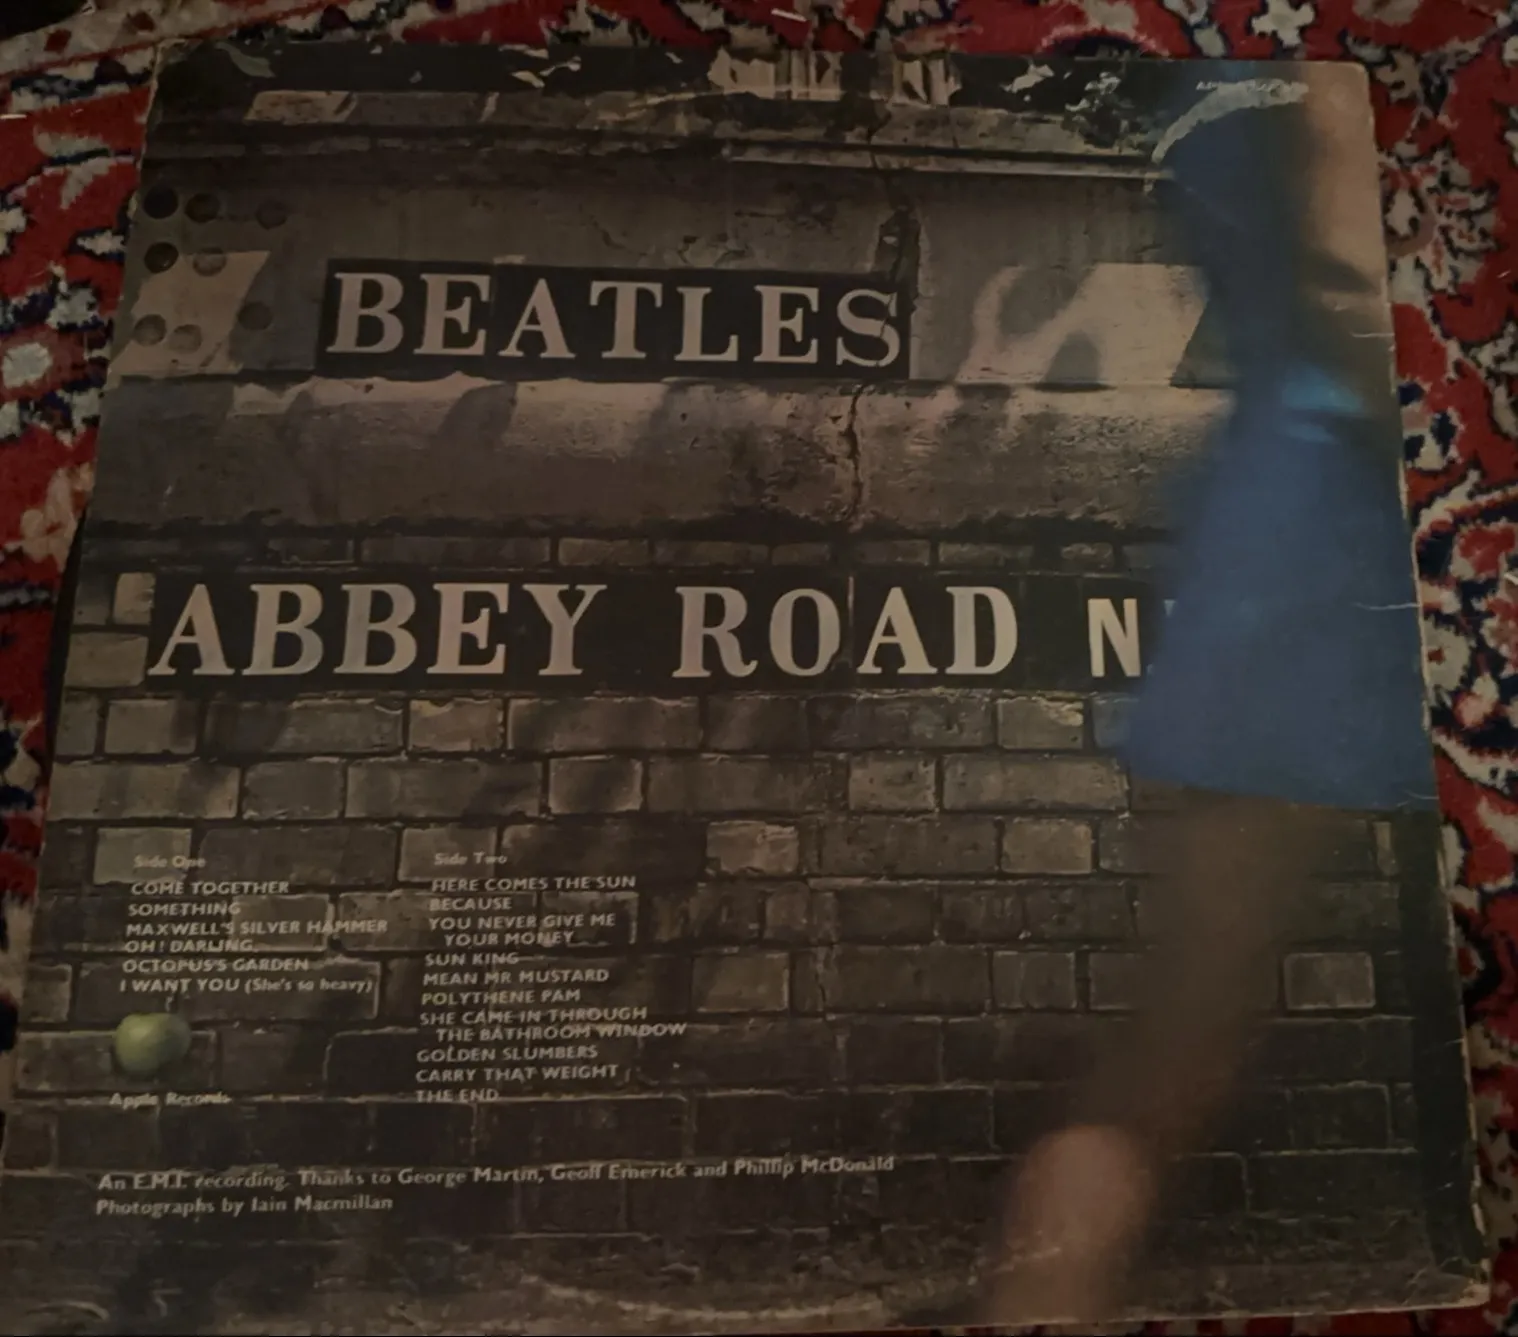 BEATLES
ABBEY ROAD N
Side One
COME TOGETHER
SOMETHING
MAXWELL'S SILVER HAMMER
OH! DARLING
OCTOPUS'S GARDEN
I WANT YOU (She's so heavy)
Apple Records
Side Two
HERE COMES THE SUN
BECAUSE
YOU NEVER GIVE ME
YOUR MONEY
SUN KING
MEAN MR MUSTARD
POLYTHENE PAM
SHE CAME IN THROUGH
THE BATHROOM WINDOW
GOLDEN SLUMBERS
CARRY THAT WEIGHT
THE END
An E.M.I. recording. Thanks to George Martin, Geoff Emerick and Phillip McDonald
Photographs by Iain Macmillan